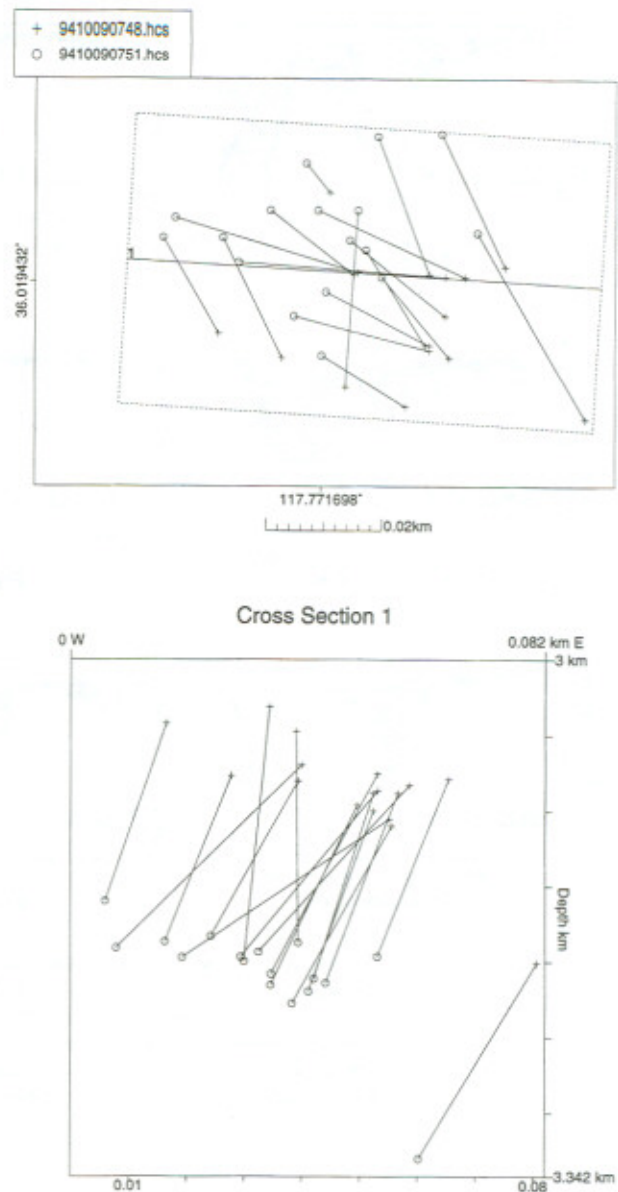 + 9410090748.hcs
o 9410090751.hcs
1
36.019432°
117.771698°
0.02km
Cross Section 1
0 W
0.082 km E
3 km
Depth km
3.342 km
0.01
0.08